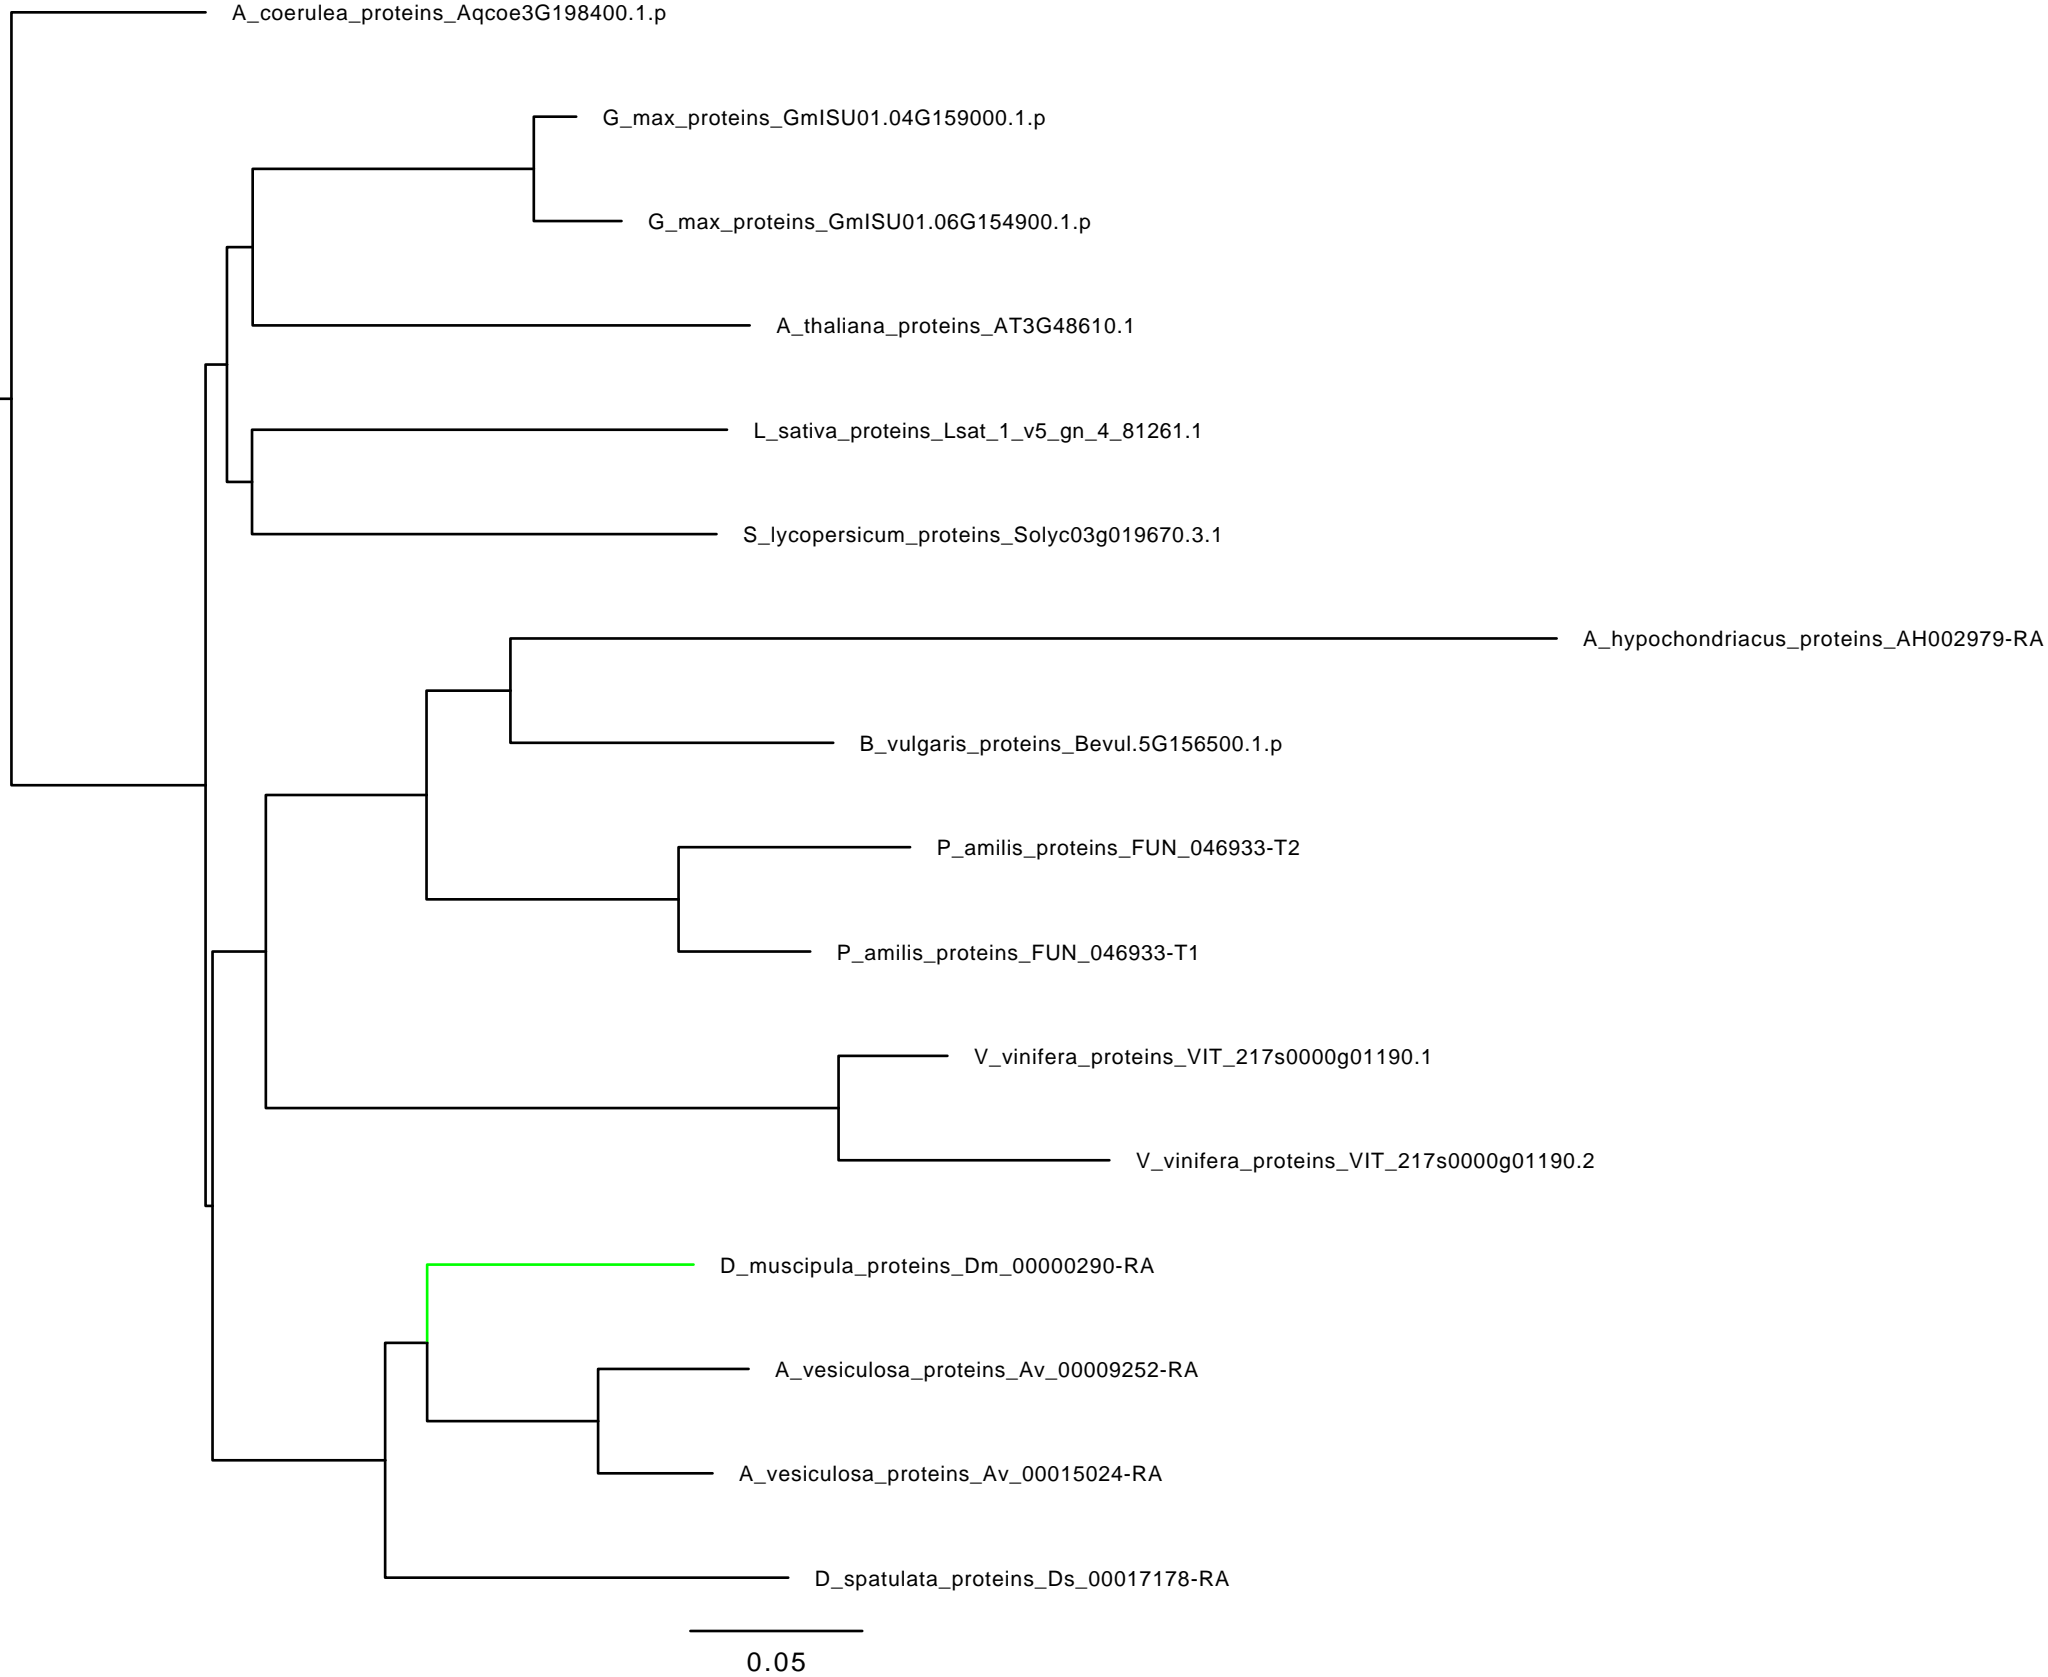 A_coerulea_proteins_Aqcoe3G198400.1.p
G_max_proteins_GmISU01.04G159000.1.p
G_max_proteins_GmISU01.06G154900.1.p
A_thaliana_proteins_AT3G48610.1
L_sativa_proteins_Lsat_1_v5_gn_4_81261.1
S_lycopersicum_proteins_Solyc03g019670.3.1
A_hypochondriacus_proteins_AH002979-RA
B_vulgaris_proteins_Bevul.5G156500.1.p
P_amilis_proteins_FUN_046933-T2
P_amilis_proteins_FUN_046933-T1
V_vinifera_proteins_VIT_217s0000g01190.1
V_vinifera_proteins_VIT_217s0000g01190.2
D_muscipula_proteins_Dm_00000290-RA
A_vesiculosa_proteins_Av_00009252-RA
A_vesiculosa_proteins_Av_00015024-RA
D_spatulata_proteins_Ds_00017178-RA
0.05